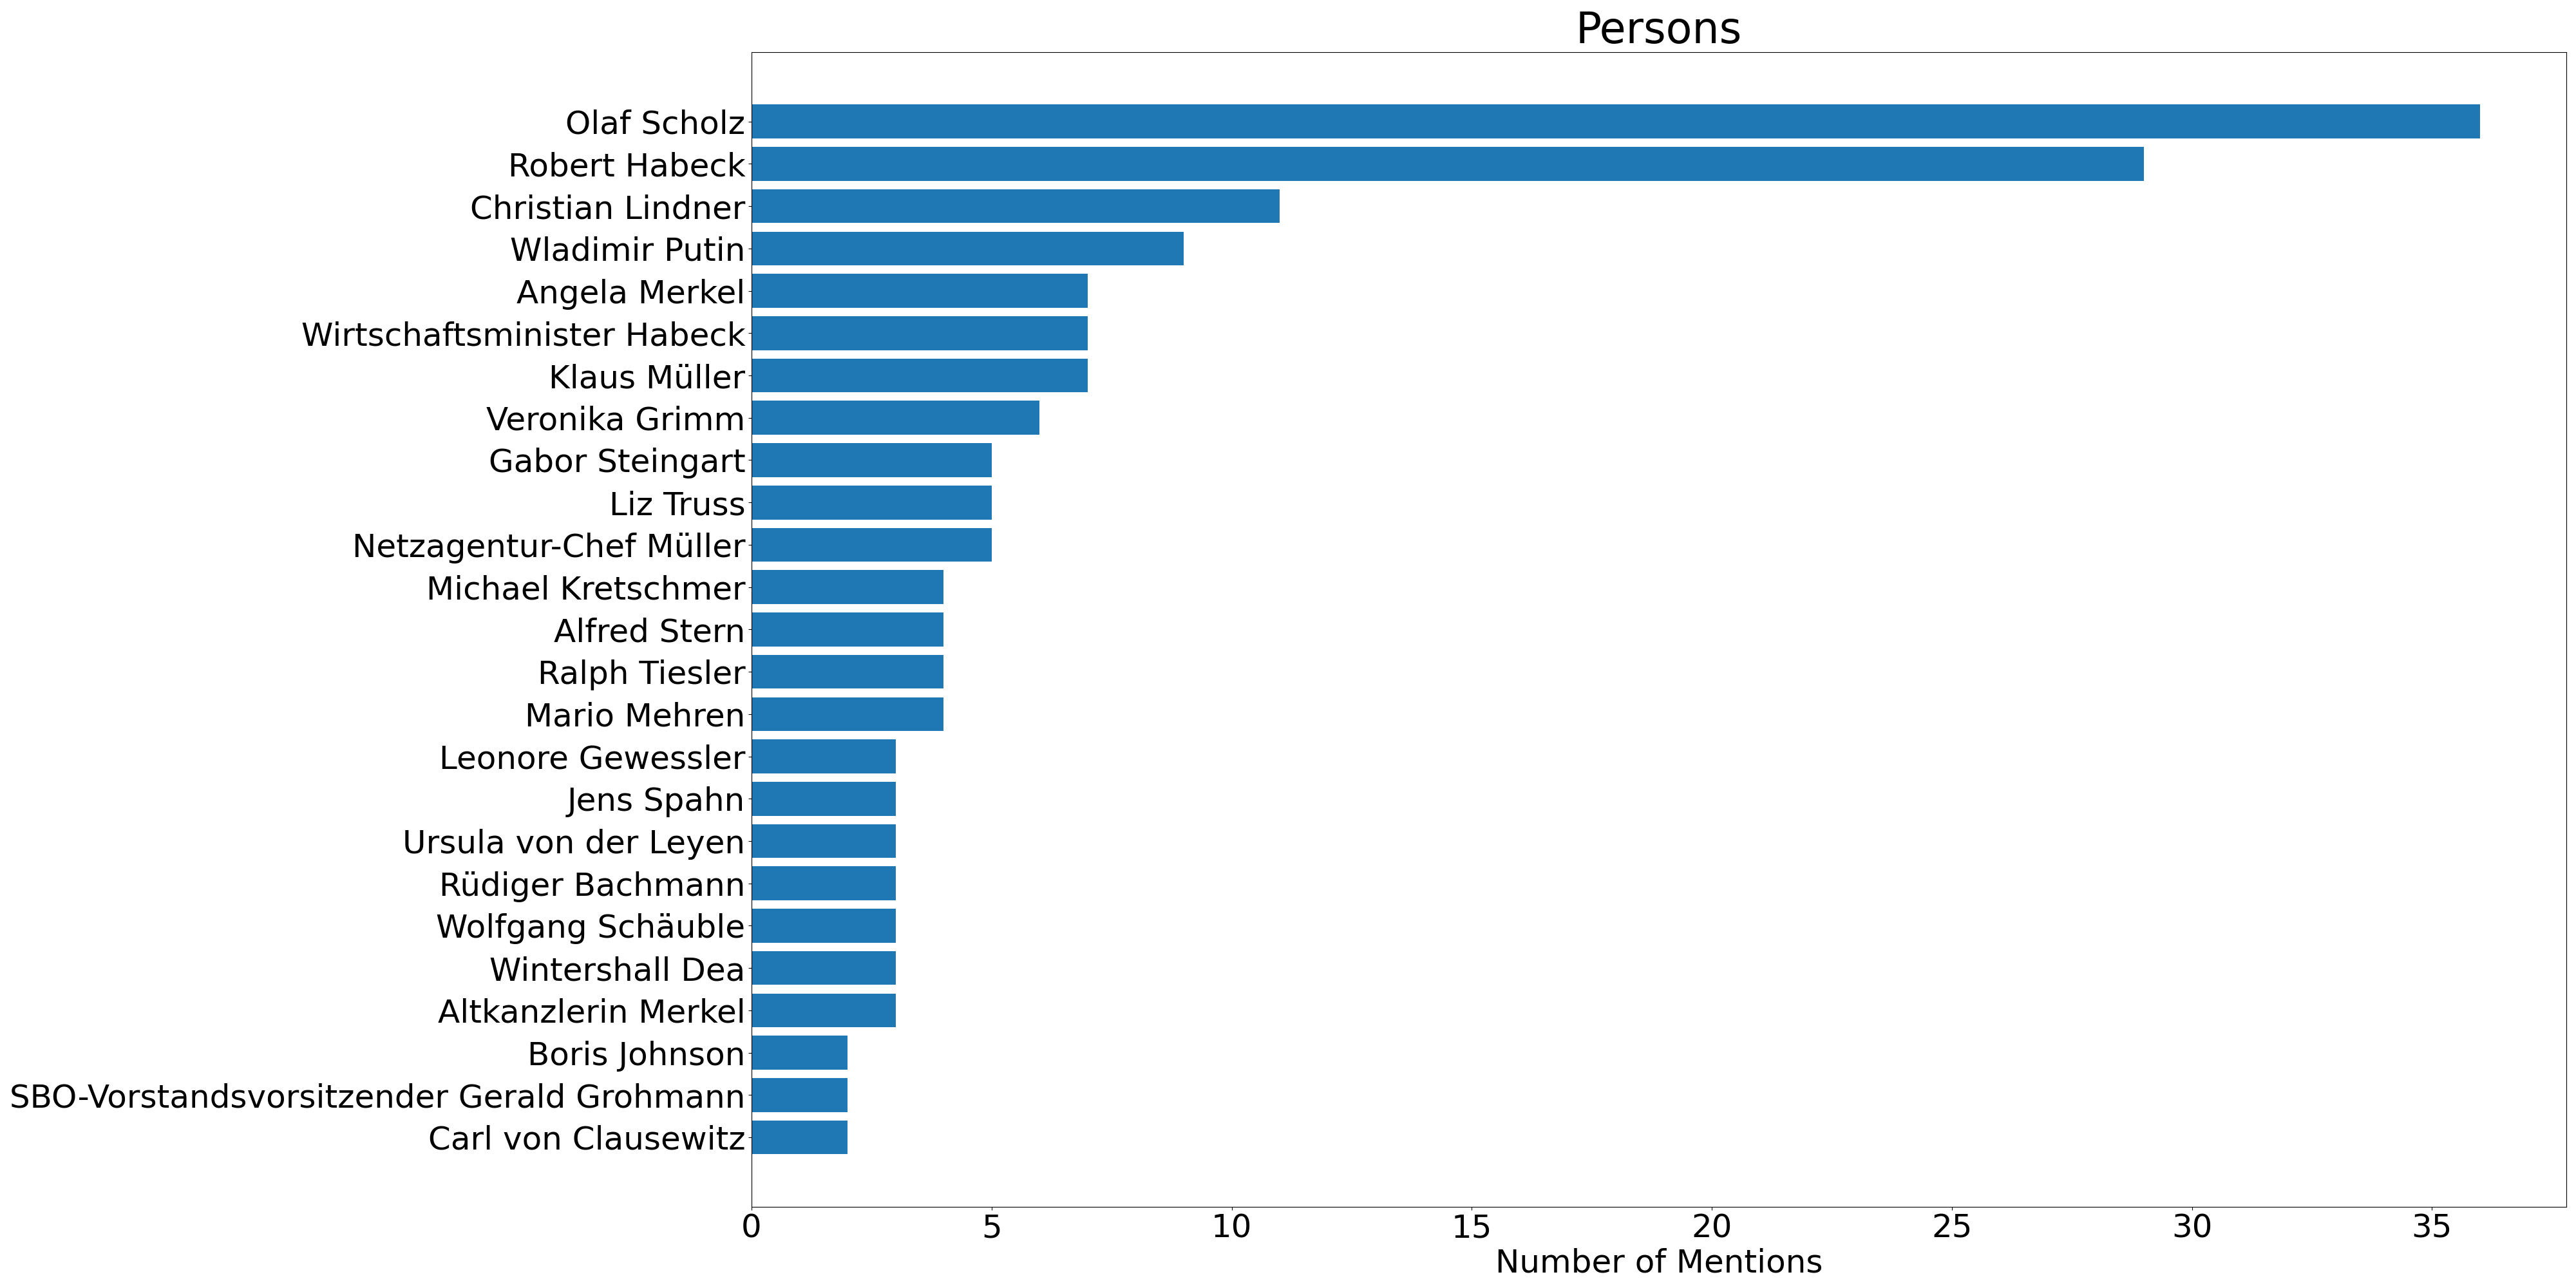 Persons
Olaf Scholz
Robert Habeck
Christian Lindner
Wladimir Putin
Angela Merkel
Wirtschaftsminister Habeck
Klaus Müller
Veronika Grimm
Gabor Steingart
Liz Truss
Netzagentur-Chef Müller
Michael Kretschmer
Alfred Stern
Ralph Tiesler
Mario Mehren
Leonore Gewessler
Jens Spahn
Ursula von der Leyen
Rüdiger Bachmann
Wolfgang Schäuble
Wintershall Dea
Altkanzlerin Merkel
Boris Johnson
SBO-Vorstandsvorsitzender Gerald Grohmann
Carl von Clausewitz
0 5 10 15 20 25 30 35
Number of Mentions